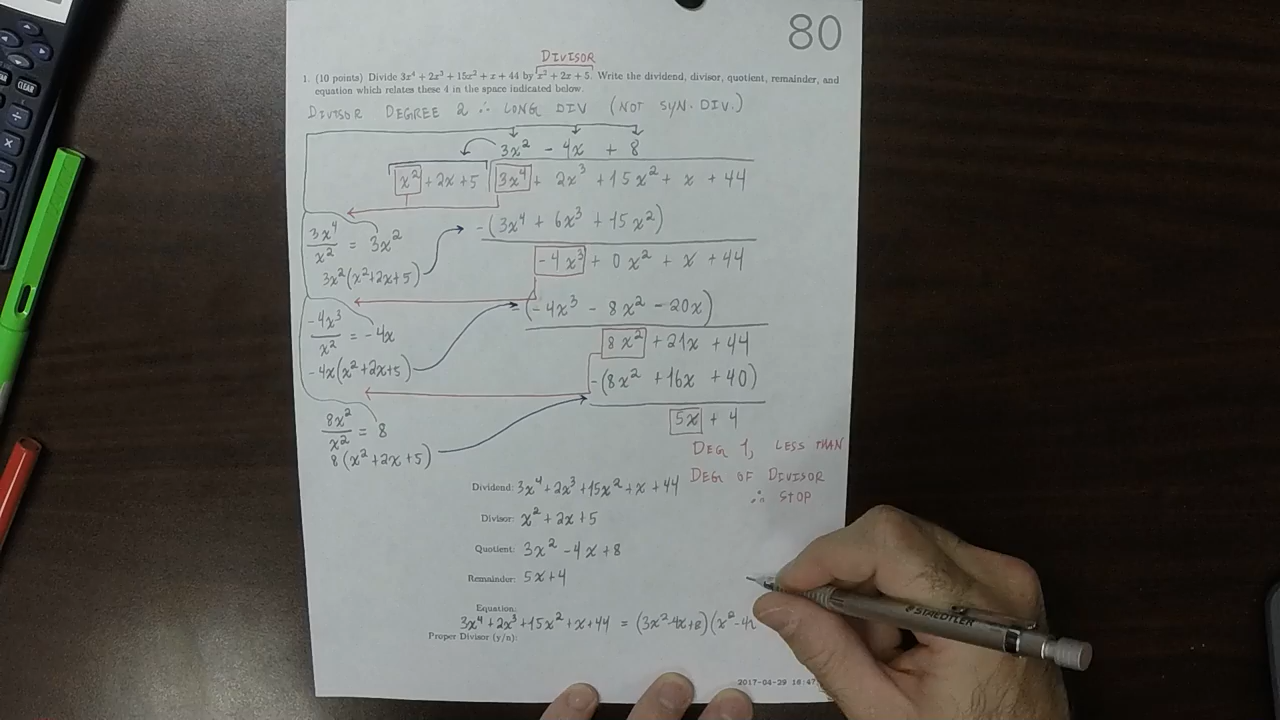 80
DIVISOR
1. (10 points) Divide 3x⁴ + 2x³ + 15x² + x + 44 by x² + 2x + 5. Write the dividend, divisor, quotient, remainder, and
equation which relates these 4 in the space indicated below.
DIVISOR DEGREE 2 ∴ LONG DIV (NOT SYN. DIV.)
3x² - 4x + 8
x² + 2x + 5 3x⁴ + 2x³ + 15x² + x + 44
-(3x⁴ + 6x³ + 15x²)
3x⁴/x² = 3x²
3x²(x²+2x+5)
-4x³ + 0x² + x + 44
-(-4x³ - 8x² - 20x)
-4x³/x² = -4x
-4x(x²+2x+5)
8x² + 21x + 44
-(8x² + 16x + 40)
8x²/x² = 8
8(x²+2x+5)
5x + 4
DEG 1, LESS THAN
DEG OF DIVISOR
∴ STOP
Dividend: 3x⁴+2x³+15x²+x+44
Divisor: x²+2x+5
Quotient: 3x²-4x+8
Remainder: 5x+4
Equation:
3x⁴+2x³+15x²+x+44 = (3x²-4x+8)(x²-4
Proper Divisor (y/n):
2017-04-29 16:47
STAEDTLER
CLEAR